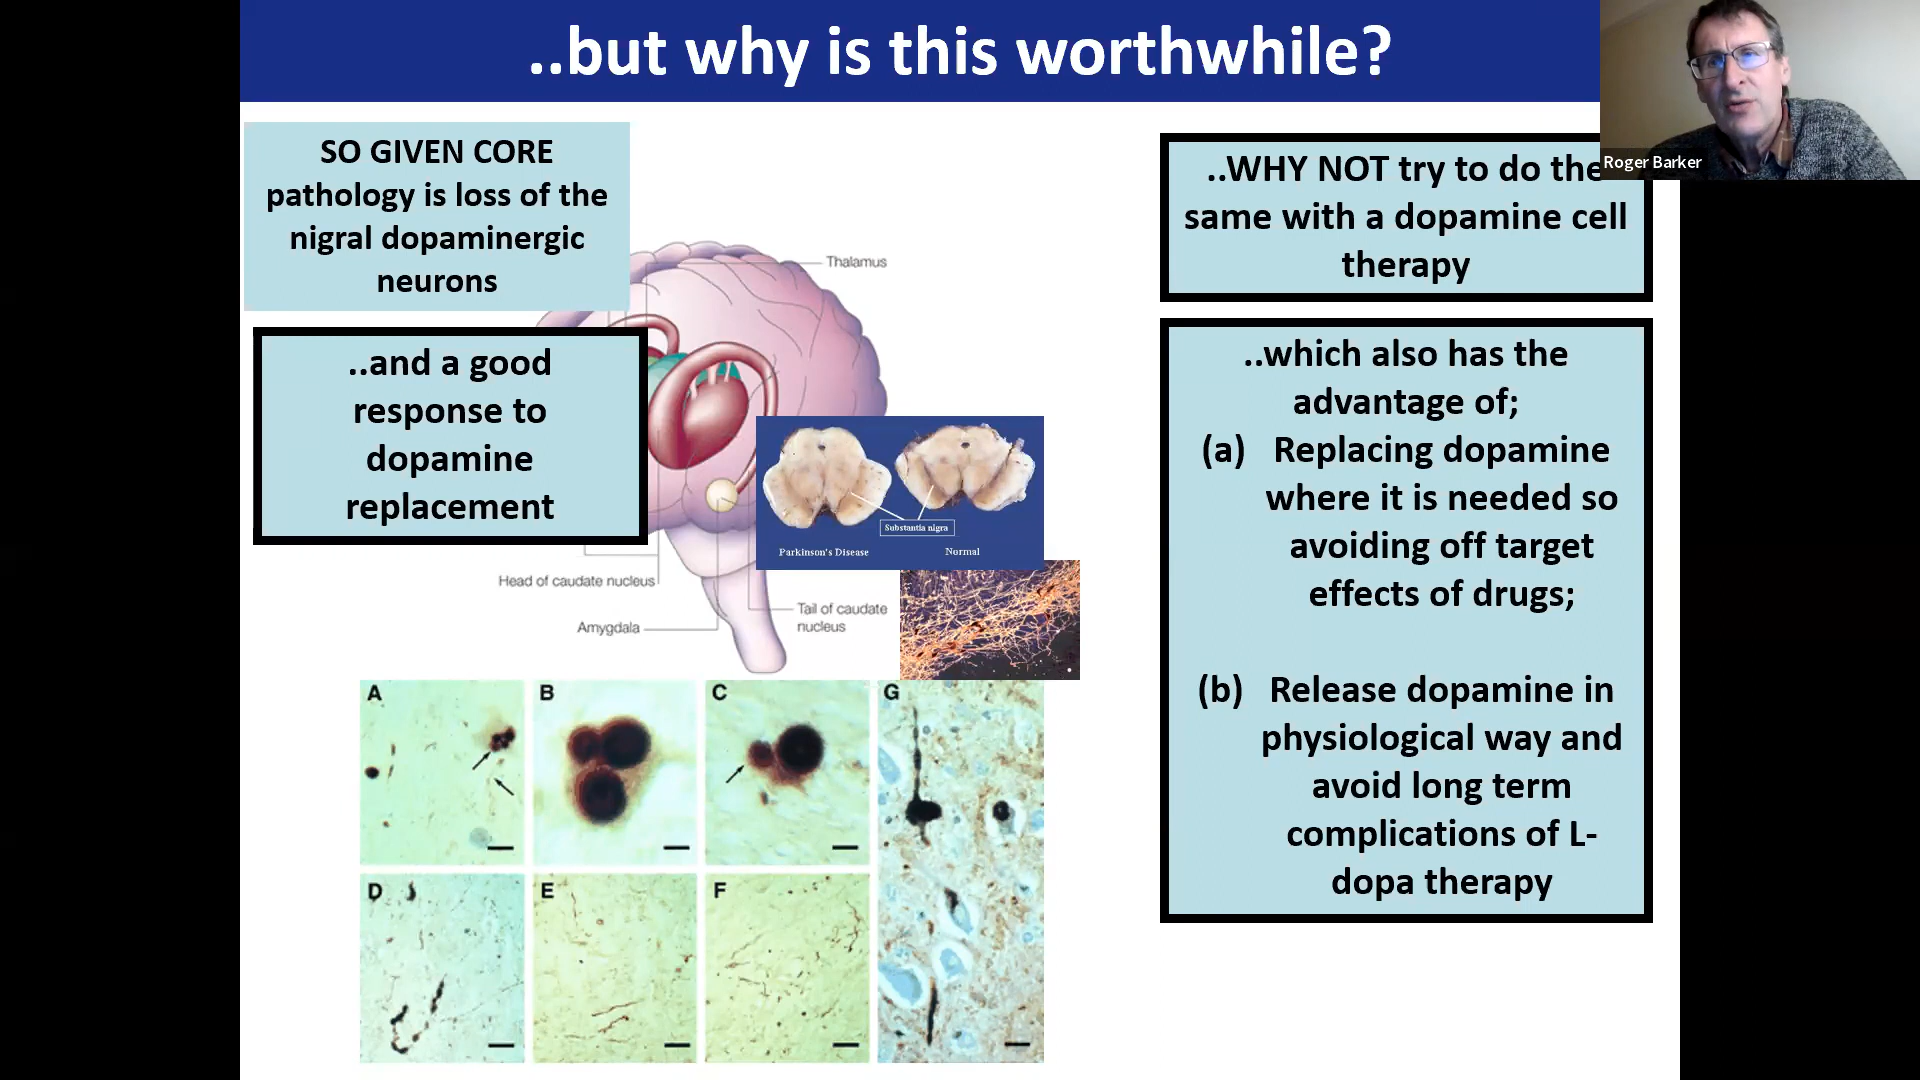 ..but why is this worthwhile?
Roger Barker
SO GIVEN CORE
pathology is loss of the
nigral dopaminergic
neurons
..and a good
response to
dopamine
replacement
Thalamus
Substantia nigra
Parkinson's Disease
Normal
Head of caudate nucleus
Tail of caudate
nucleus
Amygdala
A
B
C
G
D
E
F
..WHY NOT try to do the
same with a dopamine cell
therapy
..which also has the
advantage of;
(a) Replacing dopamine
where it is needed so
avoiding off target
effects of drugs;
(b) Release dopamine in
physiological way and
avoid long term
complications of L-
dopa therapy